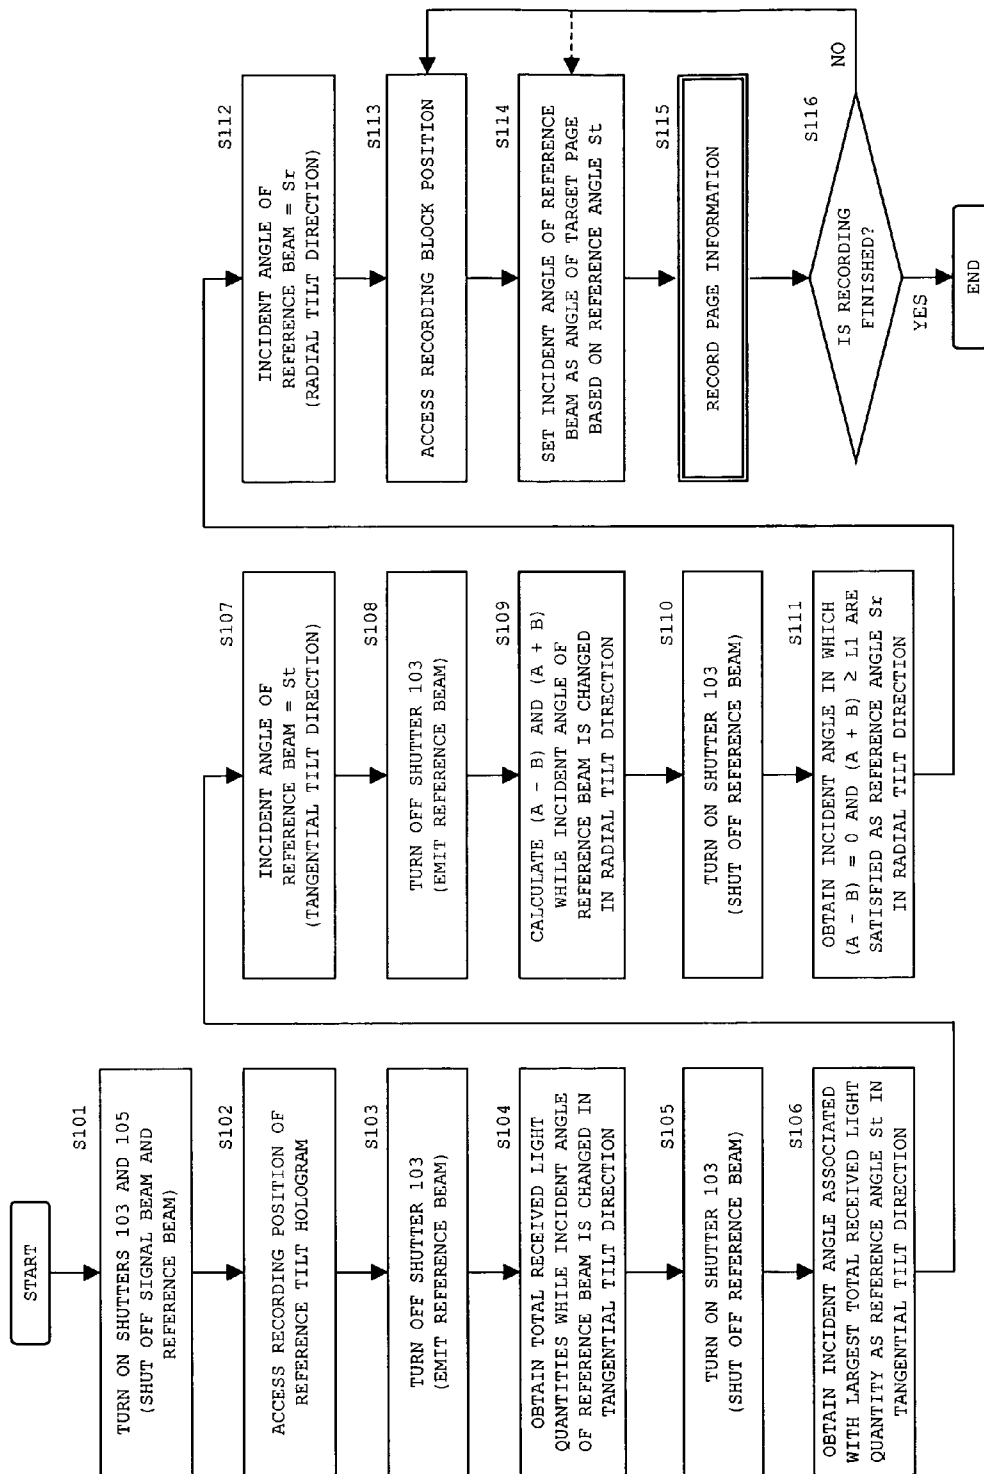 START
S101
TURN ON SHUTTERS 103 AND 105
(SHUT OFF SIGNAL BEAM AND
REFERENCE BEAM)
S102
ACCESS RECORDING POSITION OF
REFERENCE TILT HOLOGRAM
S103
TURN OFF SHUTTER 103
(EMIT REFERENCE BEAM)
S104
OBTAIN TOTAL RECEIVED LIGHT
QUANTITIES WHILE INCIDENT ANGLE
OF REFERENCE BEAM IS CHANGED IN
TANGENTIAL TILT DIRECTION
S105
TURN ON SHUTTER 103
(SHUT OFF REFERENCE BEAM)
S106
OBTAIN INCIDENT ANGLE ASSOCIATED
WITH LARGEST TOTAL RECEIVED LIGHT
QUANTITY AS REFERENCE ANGLE St IN
TANGENTIAL TILT DIRECTION
S107
INCIDENT ANGLE OF
REFERENCE BEAM = St
(TANGENTIAL TILT DIRECTION)
S108
TURN OFF SHUTTER 103
(EMIT REFERENCE BEAM)
S109
CALCULATE (A - B) AND (A + B)
WHILE INCIDENT ANGLE OF
REFERENCE BEAM IS CHANGED
IN RADIAL TILT DIRECTION
S110
TURN ON SHUTTER 103
(SHUT OFF REFERENCE BEAM)
S111
OBTAIN INCIDENT ANGLE IN WHICH
(A - B) = 0 AND (A + B) ≥ L1 ARE
SATISFIED AS REFERENCE ANGLE Sr
IN RADIAL TILT DIRECTION
S112
INCIDENT ANGLE OF
REFERENCE BEAM = Sr
(RADIAL TILT DIRECTION)
S113
ACCESS RECORDING BLOCK POSITION
S114
SET INCIDENT ANGLE OF REFERENCE
BEAM AS ANGLE OF TARGET PAGE
BASED ON REFERENCE ANGLE St
S115
RECORD PAGE INFORMATION
S116
IS RECORDING
FINISHED?
NO
YES
END